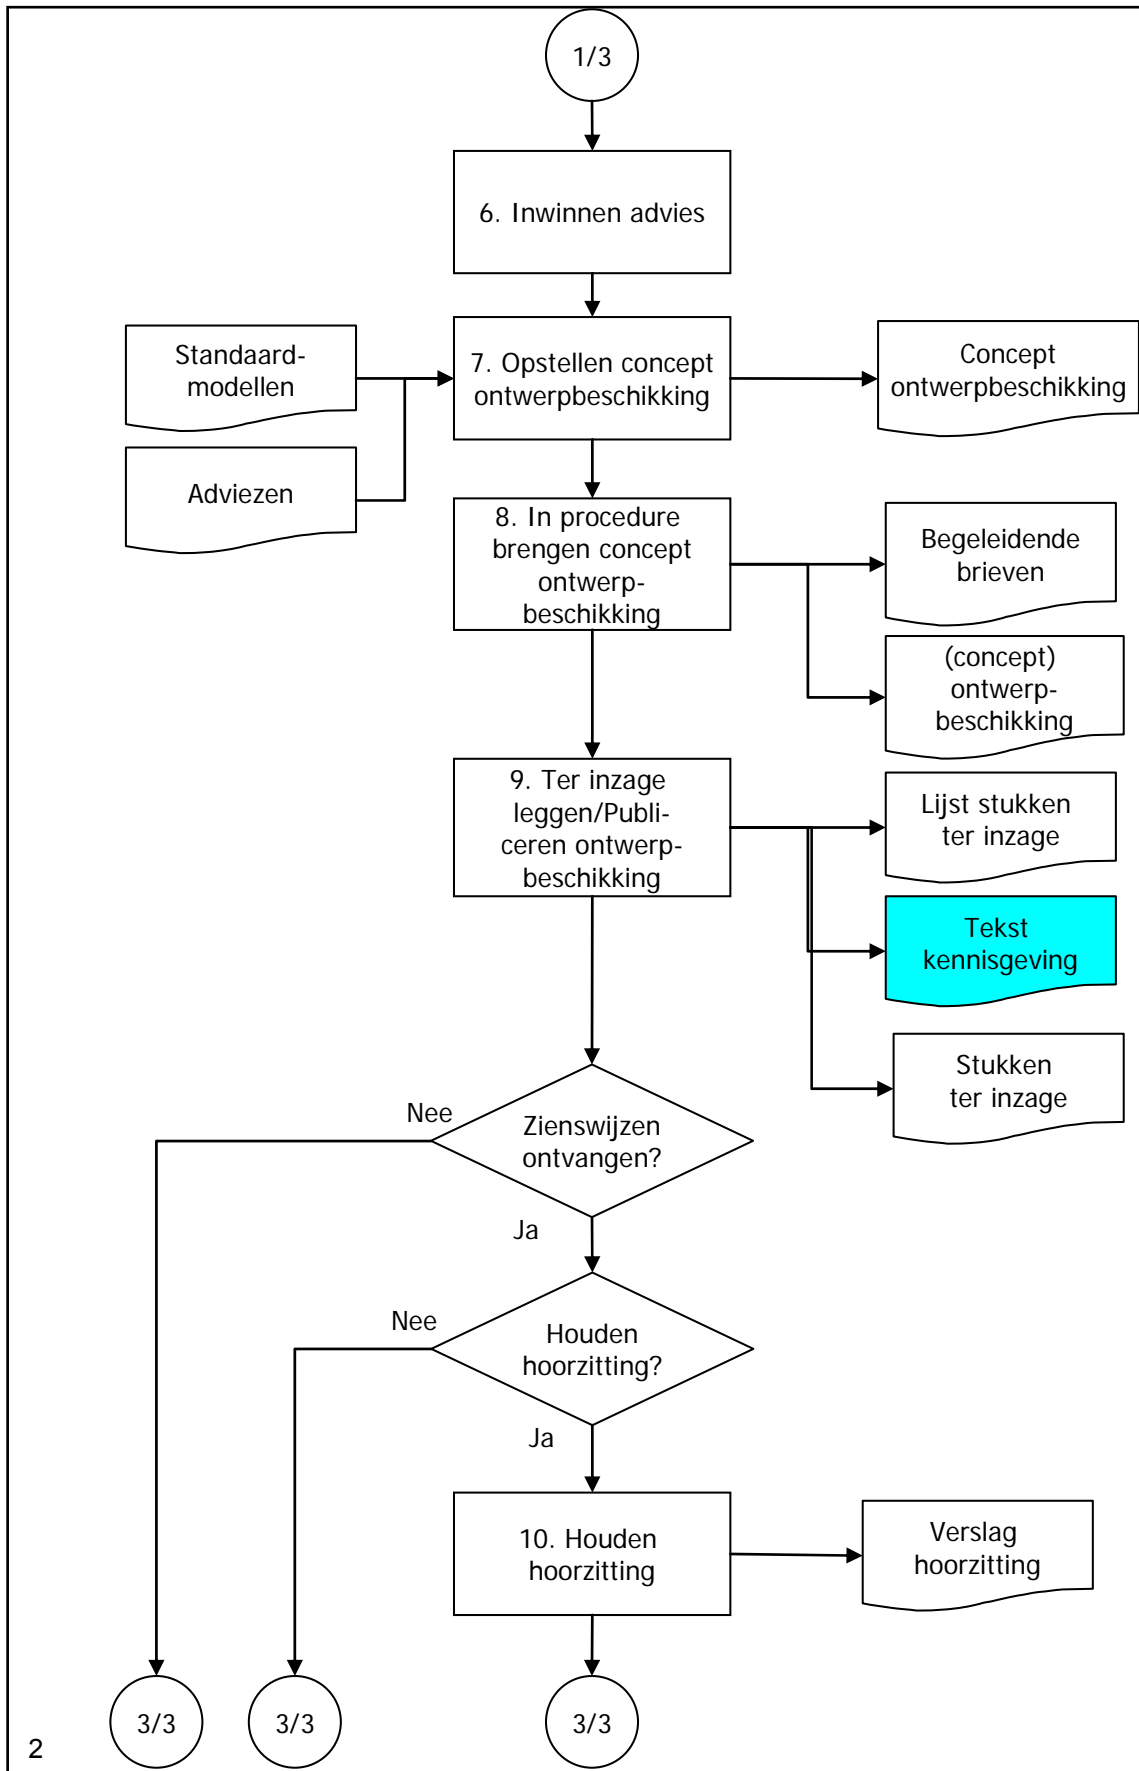 1/3
6. Inwinnen advies
Standaard-
modellen
7. Opstellen concept
ontwerpbeschikking
Concept
ontwerpbeschikking
Adviezen
8. In procedure
brengen concept
ontwerp-
beschikking
Begeleidende
brieven
(concept)
ontwerp-
beschikking
9. Ter inzage
leggen/Publi-
ceren ontwerp-
beschikking
Lijst stukken
ter inzage
Tekst
kennisgeving
Stukken
ter inzage
Nee
Zienswijzen
ontvangen?
Ja
Nee
Houden
hoorzitting?
Ja
10. Houden
hoorzitting
Verslag
hoorzitting
3/3
3/3
3/3
2